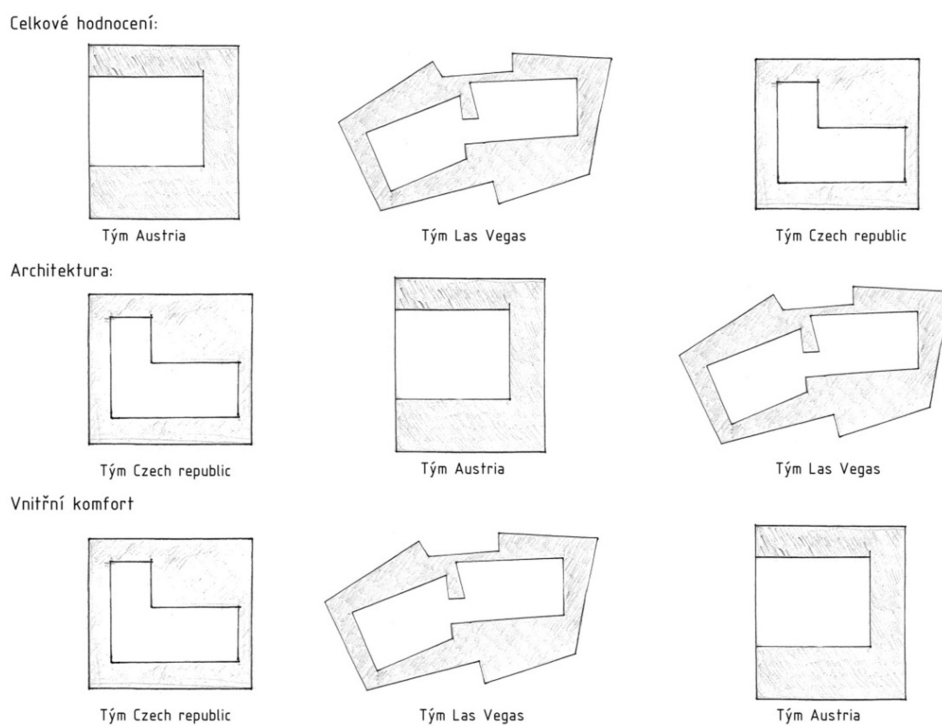 Celkové hodnocení:
Tým Austria
Tým Las Vegas
Tým Czech republic
Architektura:
Tým Czech republic
Tým Austria
Tým Las Vegas
Vnitřní komfort
Tým Czech republic
Tým Las Vegas
Tým Austria